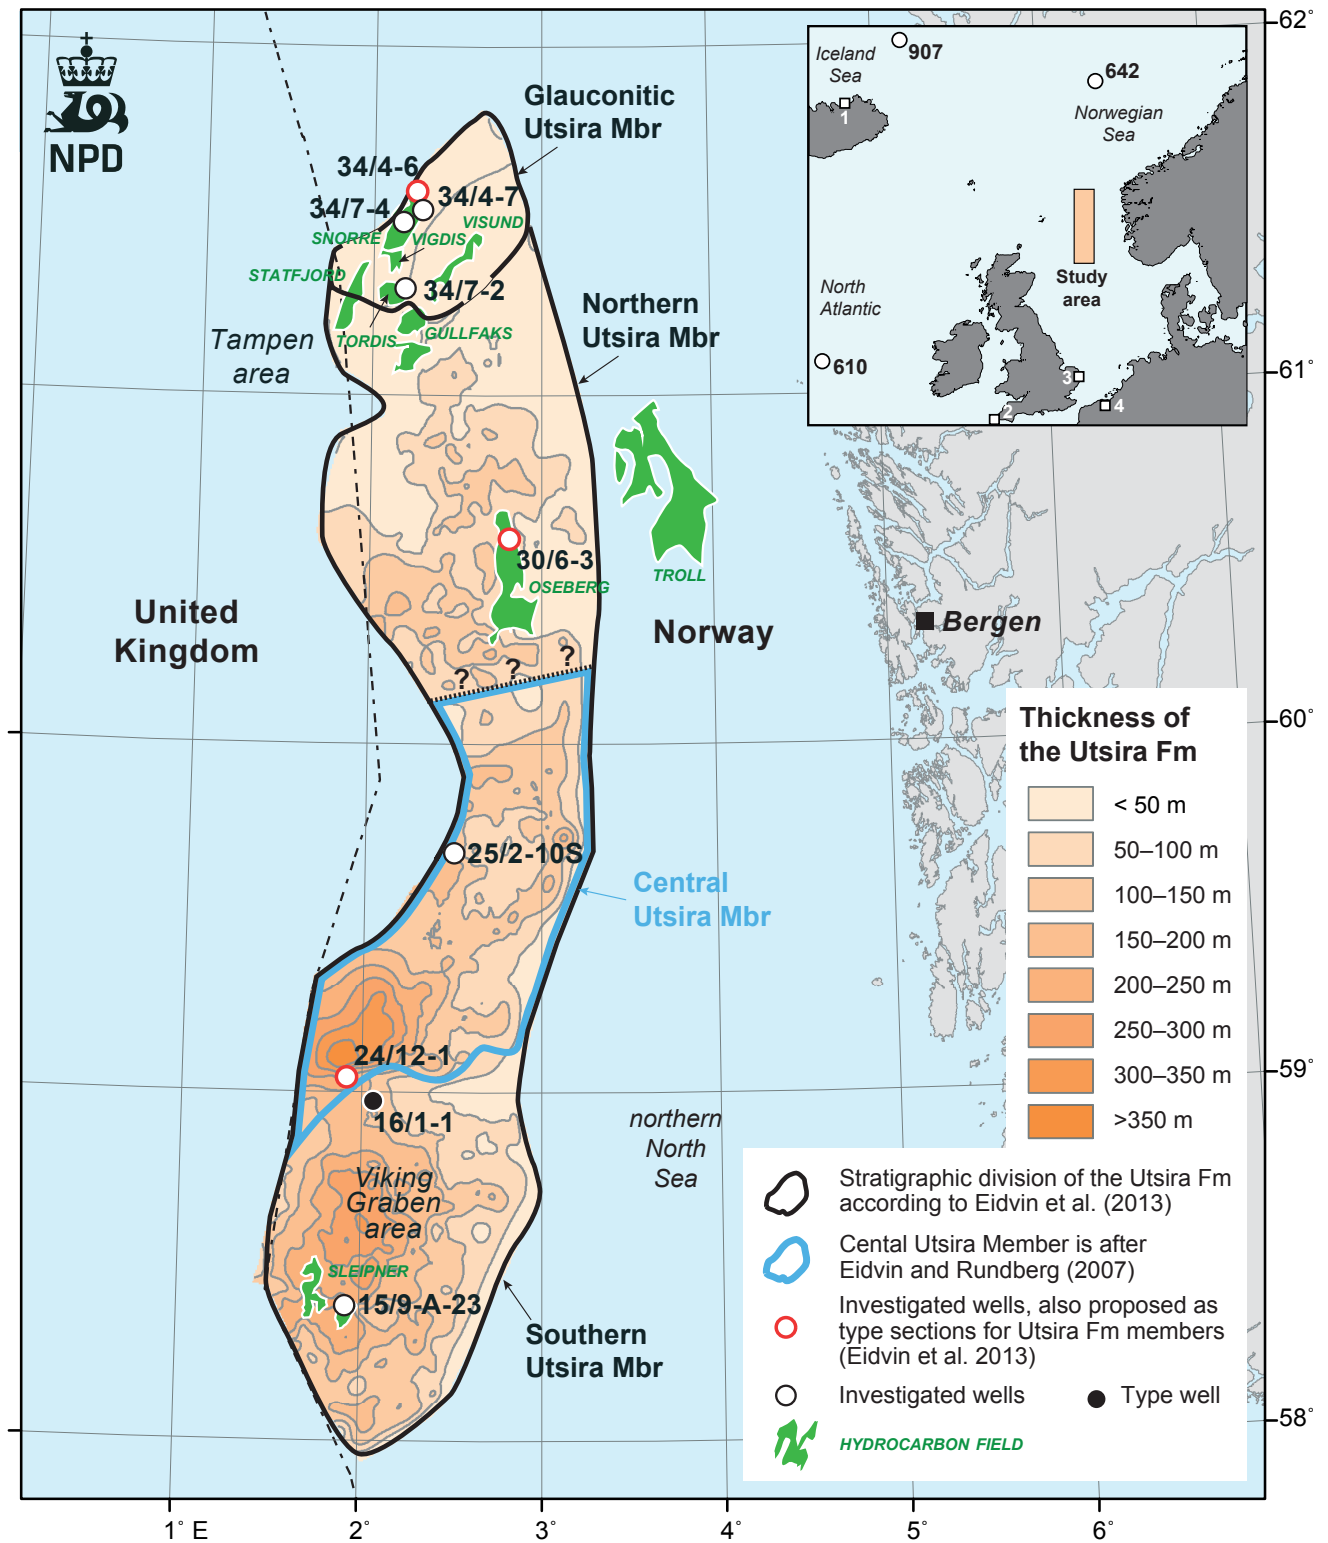 62°
NPD
Glauconitic
Utsira Mbr
34/4-6
34/4-7
34/7-4
VISUND
SNORRE
VIGDIS
STATFJORD
34/7-2
TORDIS
GULLFAKS
Tampen
area
Northern
Utsira Mbr
Iceland
Sea
907
642
Norwegian
Sea
1
Study
area
North
Atlantic
610
3
2
4
61°
30/6-3
OSEBERG
TROLL
United
Kingdom
Norway
Bergen
? ? ?
60°
25/2-10S
Central
Utsira Mbr
24/12-1
16/1-1
59°
northern
North
Sea
Viking
Graben
area
SLEIPNER
15/9-A-23
Southern
Utsira Mbr
Thickness of
the Utsira Fm
< 50 m
50–100 m
100–150 m
150–200 m
200–250 m
250–300 m
300–350 m
>350 m
Stratigraphic division of the Utsira Fm
according to Eidvin et al. (2013)
Cental Utsira Member is after
Eidvin and Rundberg (2007)
Investigated wells, also proposed as
type sections for Utsira Fm members
(Eidvin et al. 2013)
Investigated wells
Type well
HYDROCARBON FIELD
58°
1° E
2°
3°
4°
5°
6°